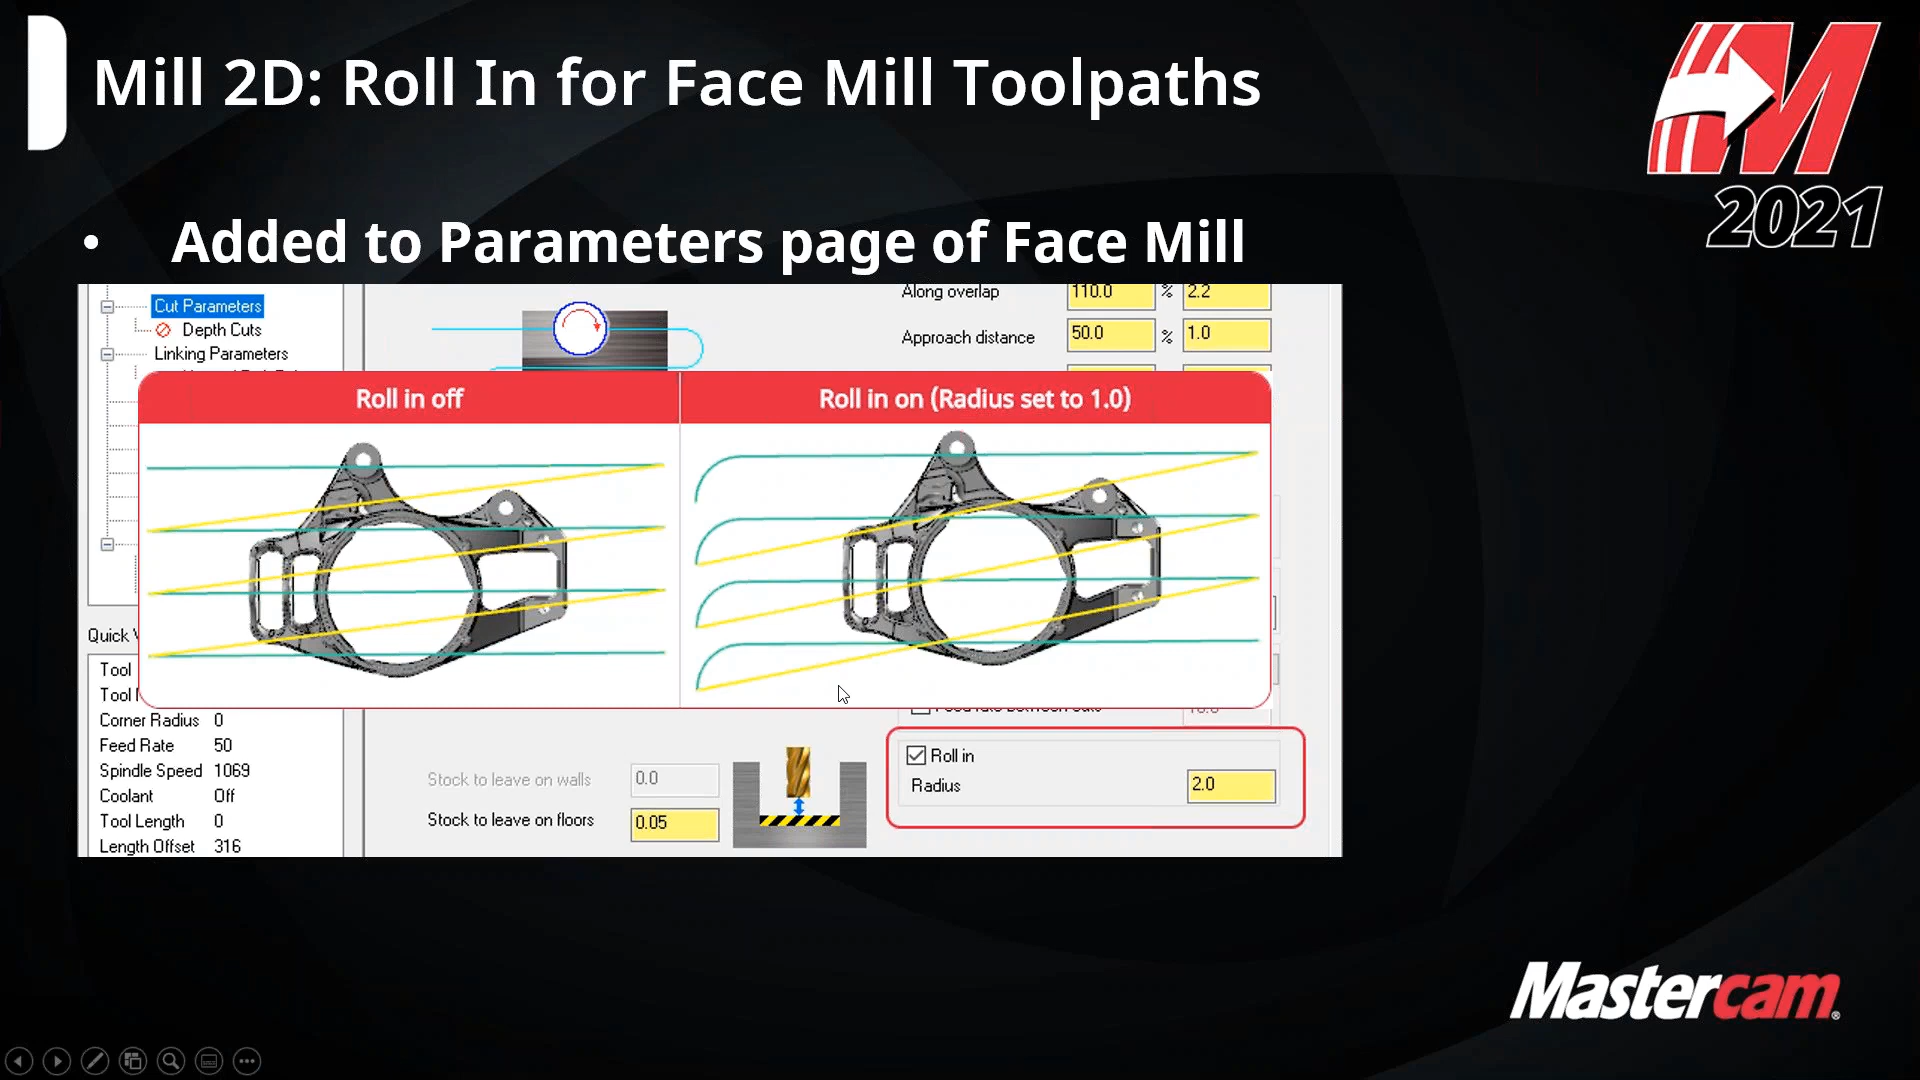 Mill 2D: Roll In for Face Mill Toolpaths
M
2021
• Added to Parameters page of Face Mill
Cut Parameters
Depth Cuts
Linking Parameters
Along overlap 110.0 % 2.2
Approach distance 50.0 % 1.0
Roll in off
Roll in on (Radius set to 1.0)
Quick
Tool
Tool
Corner Radius 0
Feed Rate 50
Spindle Speed 1069
Coolant Off
Tool Length 0
Length Offset 316
Stock to leave on walls 0.0
Stock to leave on floors 0.05
Roll in
Radius 2.0
Mastercam®